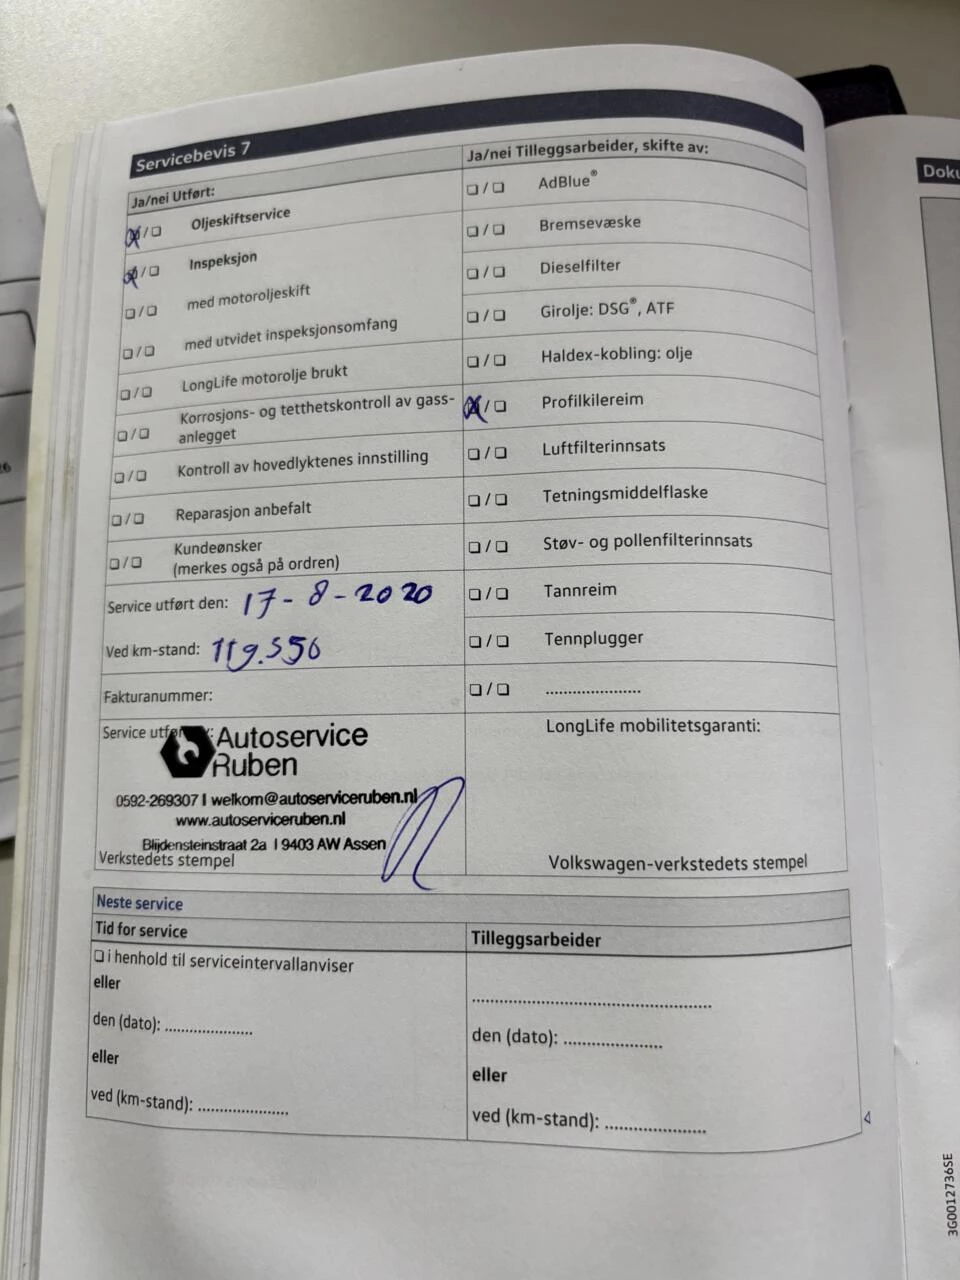 Servicebevis 7
Ja/nei Utført:
☒/☐ Oljeskiftservice
☒/☐ Inspeksjon
☐/☐ med motoroljeskift
☐/☐ med utvidet inspeksjonsomfang
☐/☐ LongLife motorolje brukt
☐/☐ Korrosjons- og tetthetskontroll av gass-
anlegget
☐/☐ Kontroll av hovedlyktenes innstilling
☐/☐ Reparasjon anbefalt
☐/☐ Kundeønsker
(merkes også på ordren)
Service utført den: 17-8-2020
Ved km-stand: 119.556
Fakturanummer:
Service utfør
Autoservice
Ruben
0592-269307 I welkom@autoserviceruben.nl
www.autoserviceruben.nl
Blijdensteinstraat 2a I 9403 AW Assen
Verkstedets stempel
Ja/nei Tilleggsarbeider, skifte av:
☐/☐ AdBlue®
☐/☐ Bremsevæske
☐/☐ Dieselfilter
☐/☐ Girolje: DSG®, ATF
☐/☐ Haldex-kobling: olje
☒/☐ Profilkilereim
☐/☐ Luftfilterinnsats
☐/☐ Tetningsmiddelflaske
☐/☐ Støv- og pollenfilterinnsats
☐/☐ Tannreim
☐/☐ Tennplugger
☐/☐ .....................
LongLife mobilitetsgaranti:
Volkswagen-verkstedets stempel
Neste service
Tid for service
☐ i henhold til serviceintervallanviser
eller
den (dato): .....................
eller
ved (km-stand): .....................
Tilleggsarbeider
.....................................................
den (dato): .....................
eller
ved (km-stand): .....................
Doku
3G0012736SE